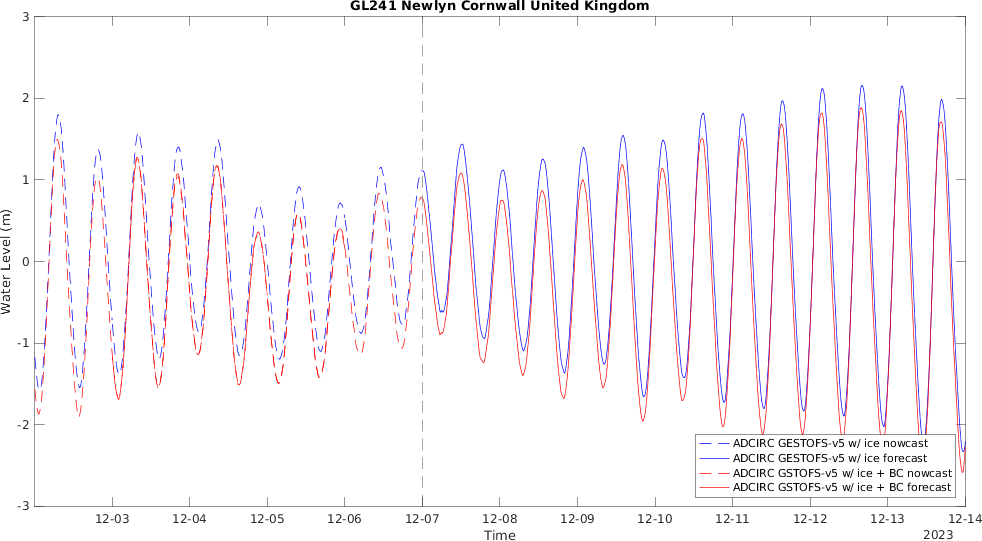 GL241 Newlyn Cornwall United Kingdom
3
2
1
0
-1
-2
-3
Water Level (m)
ADCIRC GESTOFS-v5 w/ ice nowcast
ADCIRC GESTOFS-v5 w/ ice forecast
ADCIRC GSTOFS-v5 w/ ice + BC nowcast
ADCIRC GSTOFS-v5 w/ ice + BC forecast
12-03 12-04 12-05 12-06 12-07 12-08 12-09 12-10 12-11 12-12 12-13 12-14
Time
2023